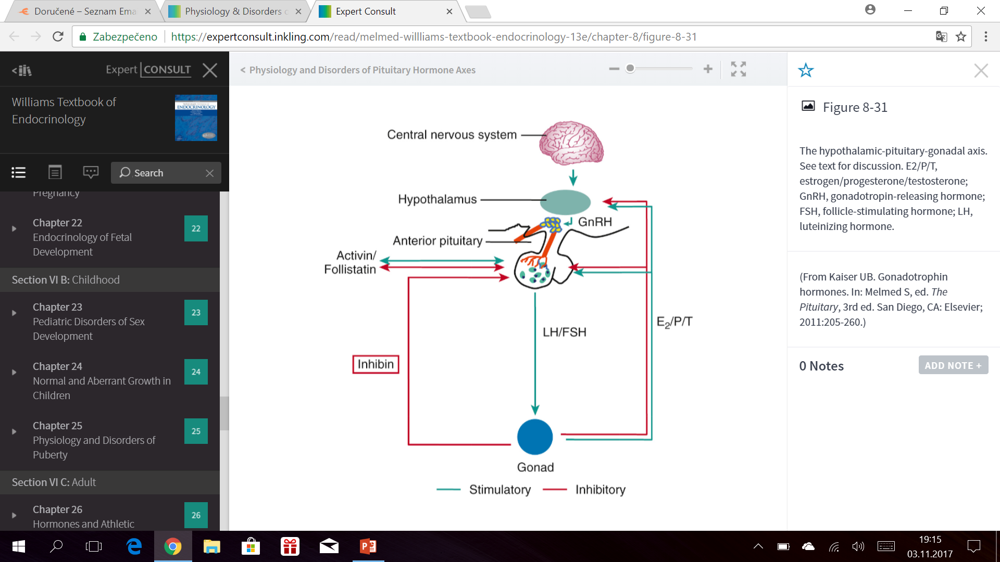 Doručené – Seznam Ema
Physiology & Disorders o
Expert Consult
Zabezpečeno
https://expertconsult.inkling.com/read/melmed-willliams-textbook-endocrinology-13e/chapter-8/figure-8-31
Expert CONSULT
Williams Textbook of
Endocrinology
ENDOCRINOLOGY
Search
Pregnancy
Chapter 22
22
Endocrinology of Fetal
Development
Section VI B: Childhood
Chapter 23
23
Pediatric Disorders of Sex
Development
Chapter 24
24
Normal and Aberrant Growth in
Children
Chapter 25
25
Physiology and Disorders of
Puberty
Section VI C: Adult
Chapter 26
26
Hormones and Athletic
< Physiology and Disorders of Pituitary Hormone Axes
Central nervous system
Hypothalamus
GnRH
Anterior pituitary
Activin/
Follistatin
E2/P/T
LH/FSH
Inhibin
Gonad
Stimulatory
Inhibitory
Figure 8-31
The hypothalamic-pituitary-gonadal axis.
See text for discussion. E2/P/T,
estrogen/progesterone/testosterone;
GnRH, gonadotropin-releasing hormone;
FSH, follicle-stimulating hormone; LH,
luteinizing hormone.
(From Kaiser UB. Gonadotrophin
hormones. In: Melmed S, ed. The
Pituitary, 3rd ed. San Diego, CA: Elsevier;
2011:205-260.)
0 Notes
ADD NOTE +
19:15
03.11.2017